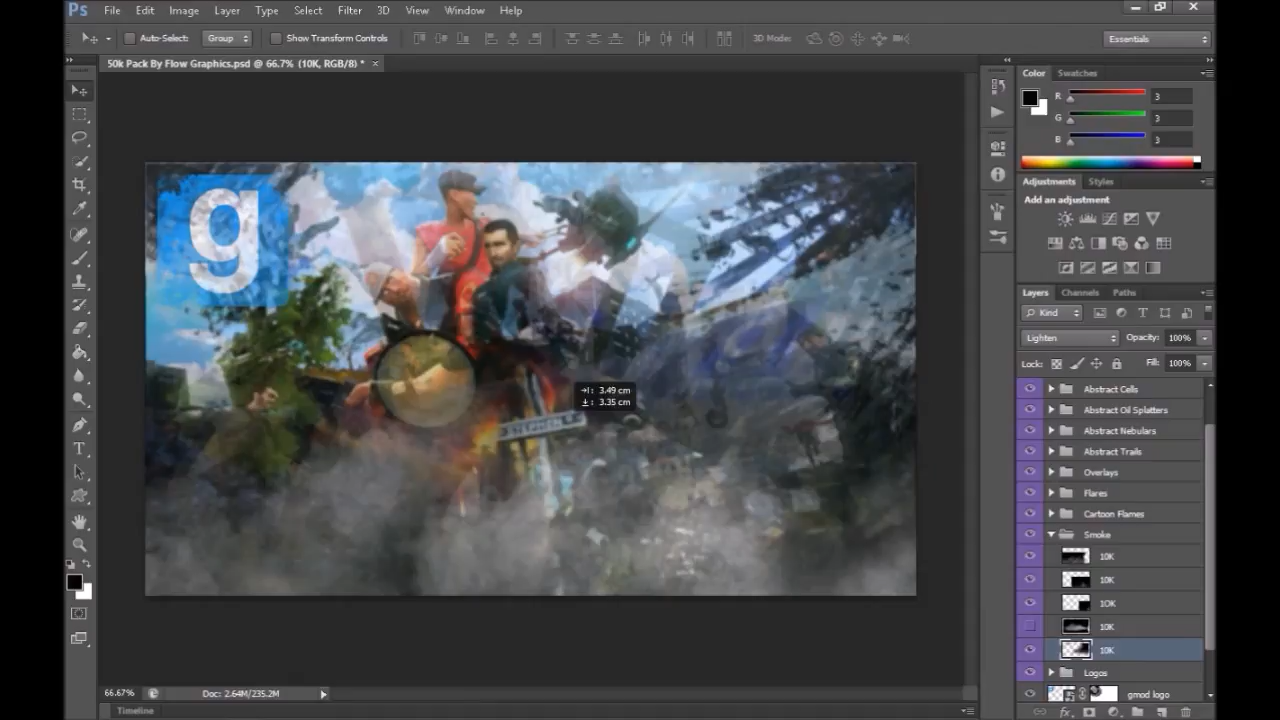 Ps File Edit Image Layer Type Select Filter 3D View Window Help
Auto-Select: Group Show Transform Controls 3D Mode: Essentials
50k Pack By Flow Graphics.psd @ 66.7% (10K, RGB/8) * ×
Color Swatches
R 3
G 3
B 3
g
Adjustments Styles
Add an adjustment
Layers Channels Paths
Kind
Lighten Opacity: 100%
Lock: Fill: 100%
Abstract Cells
Abstract Oil Splatters
Abstract Nebulars
Abstract Trails
Overlays
Flares
Cartoon Flames
Smoke
10K
10K
10K
10K
10K
Logos
gmod logo
3.49 cm
3.35 cm
66.67% Doc: 2.64M/235.2M
Timeline